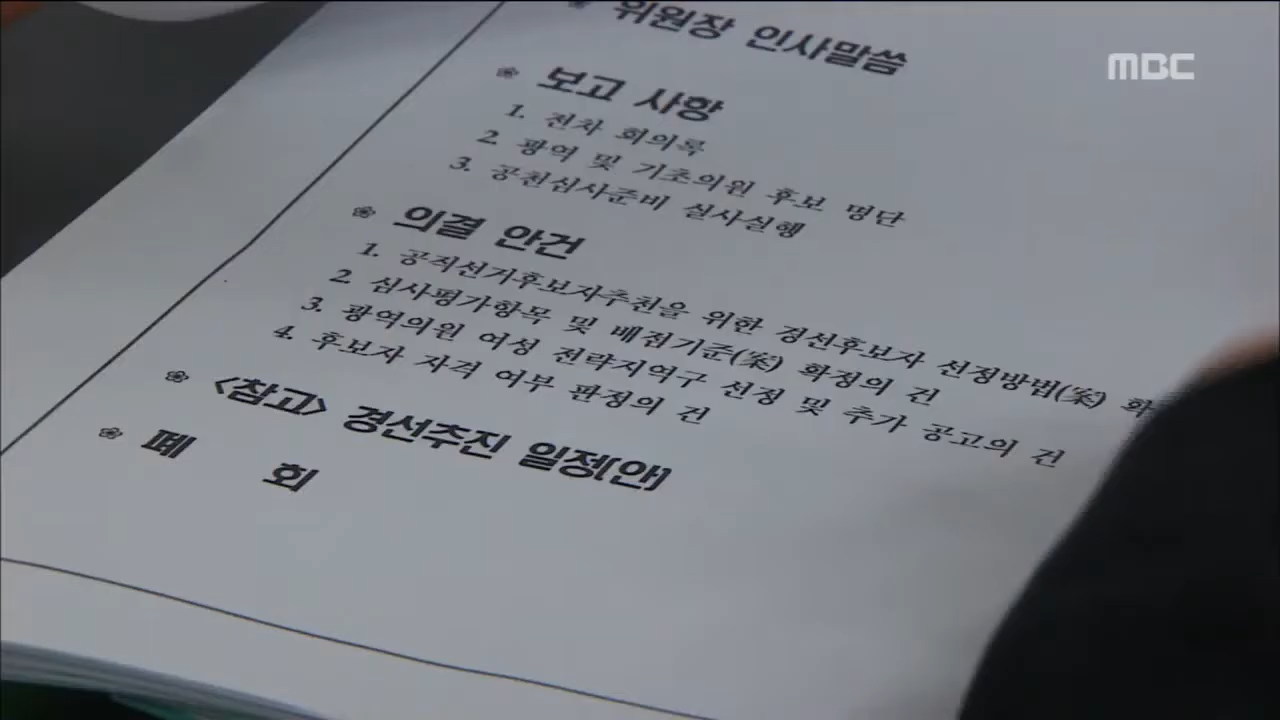 MBC
위원장 인사말씀
보고 사항
1. 전차 회의록
2. 광역 및 기초의원 후보 명단
3. 공천심사준비 실사실행
의결 안건
1. 공직선거후보자추천을 위한 경선후보자 선정방법(案) 확
2. 심사평가항목 및 배점기준(案) 확정의 건
3. 광역의원 여성 전략지역구 선정 및 추가 공고의 건
4. 후보자 자격 여부 판정의 건
<참고> 경선추진 일정[안]
폐 회